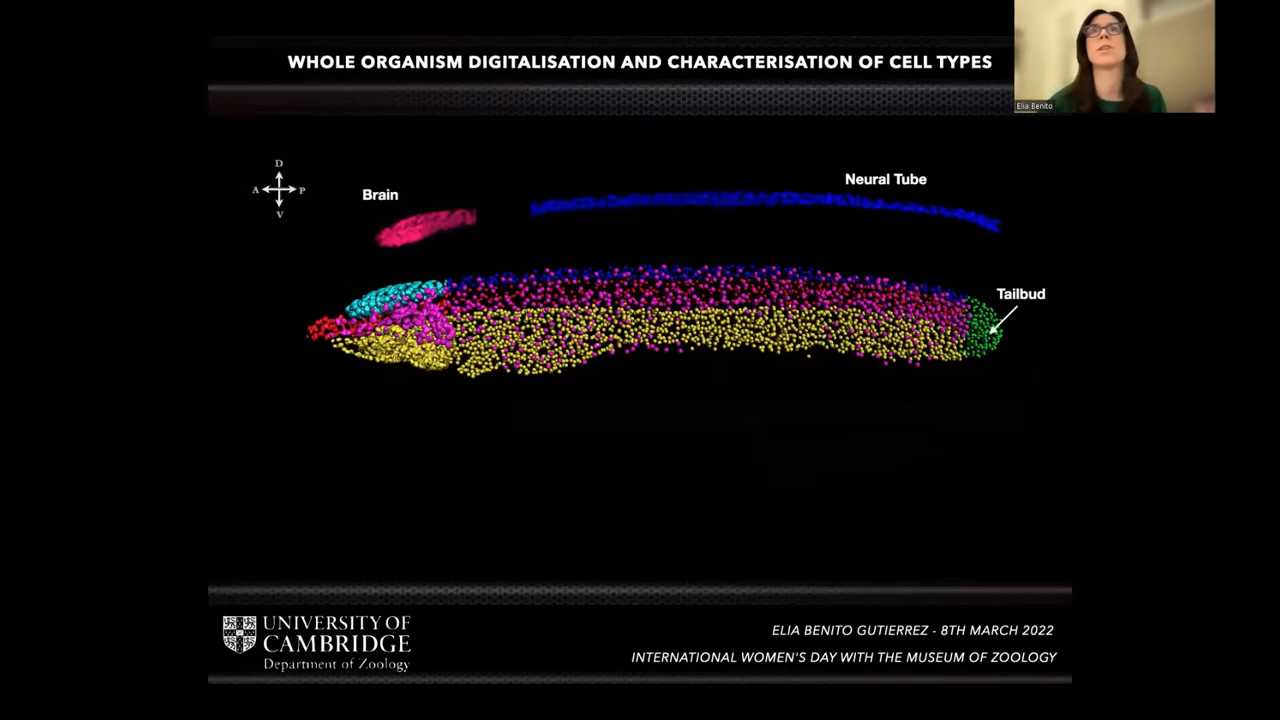 WHOLE ORGANISM DIGITALISATION AND CHARACTERISATION OF CELL TYPES
Elia Benito
D
A P
V
Brain
Neural Tube
Tailbud
UNIVERSITY OF
CAMBRIDGE
Department of Zoology
ELIA BENITO GUTIERREZ - 8TH MARCH 2022
INTERNATIONAL WOMEN'S DAY WITH THE MUSEUM OF ZOOLOGY